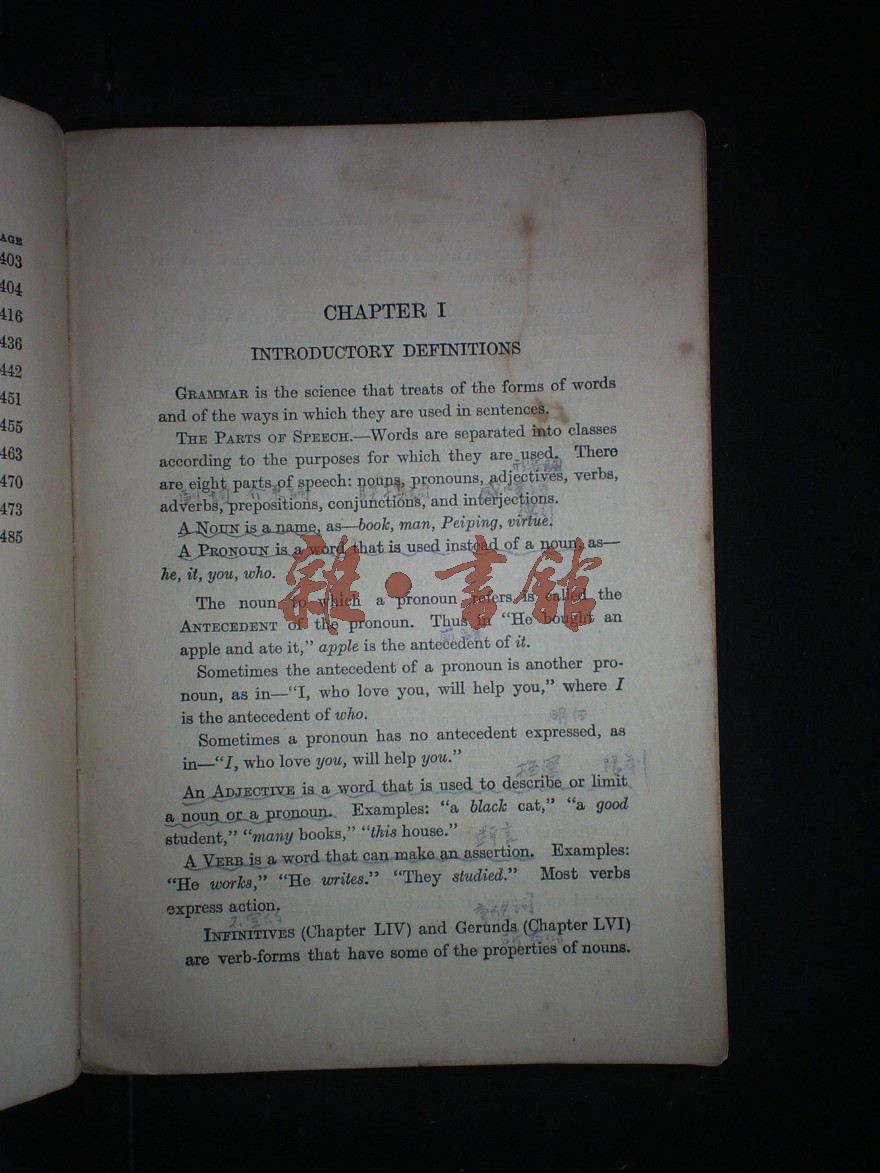 AGE
403
404
416
436
442
451
455
463
470
473
485
CHAPTER I
INTRODUCTORY DEFINITIONS
GRAMMAR is the science that treats of the forms of words
and of the ways in which they are used in sentences.
THE PARTS OF SPEECH.—Words are separated into classes
according to the purposes for which they are used. There
are eight parts of speech: nouns, pronouns, adjectives, verbs,
adverbs, prepositions, conjunctions, and interjections.
A NOUN is a name, as—book, man, Peiping, virtue.
A PRONOUN is a word that is used instead of a noun, as—
he, it, you, who.
雜·書館
The noun to which a pronoun refers is called the
ANTECEDENT of the pronoun. Thus in "He bought an
apple and ate it," apple is the antecedent of it.
Sometimes the antecedent of a pronoun is another pro-
noun, as in—"I, who love you, will help you," where I
is the antecedent of who.
Sometimes a pronoun has no antecedent expressed, as
in—"I, who love you, will help you."
An ADJECTIVE is a word that is used to describe or limit
a noun or a pronoun. Examples: "a black cat," "a good
student," "many books," "this house."
A VERB is a word that can make an assertion. Examples:
"He works," "He writes." "They studied." Most verbs
express action.
INFINITIVES (Chapter LIV) and Gerunds (Chapter LVI)
are verb-forms that have some of the properties of nouns.